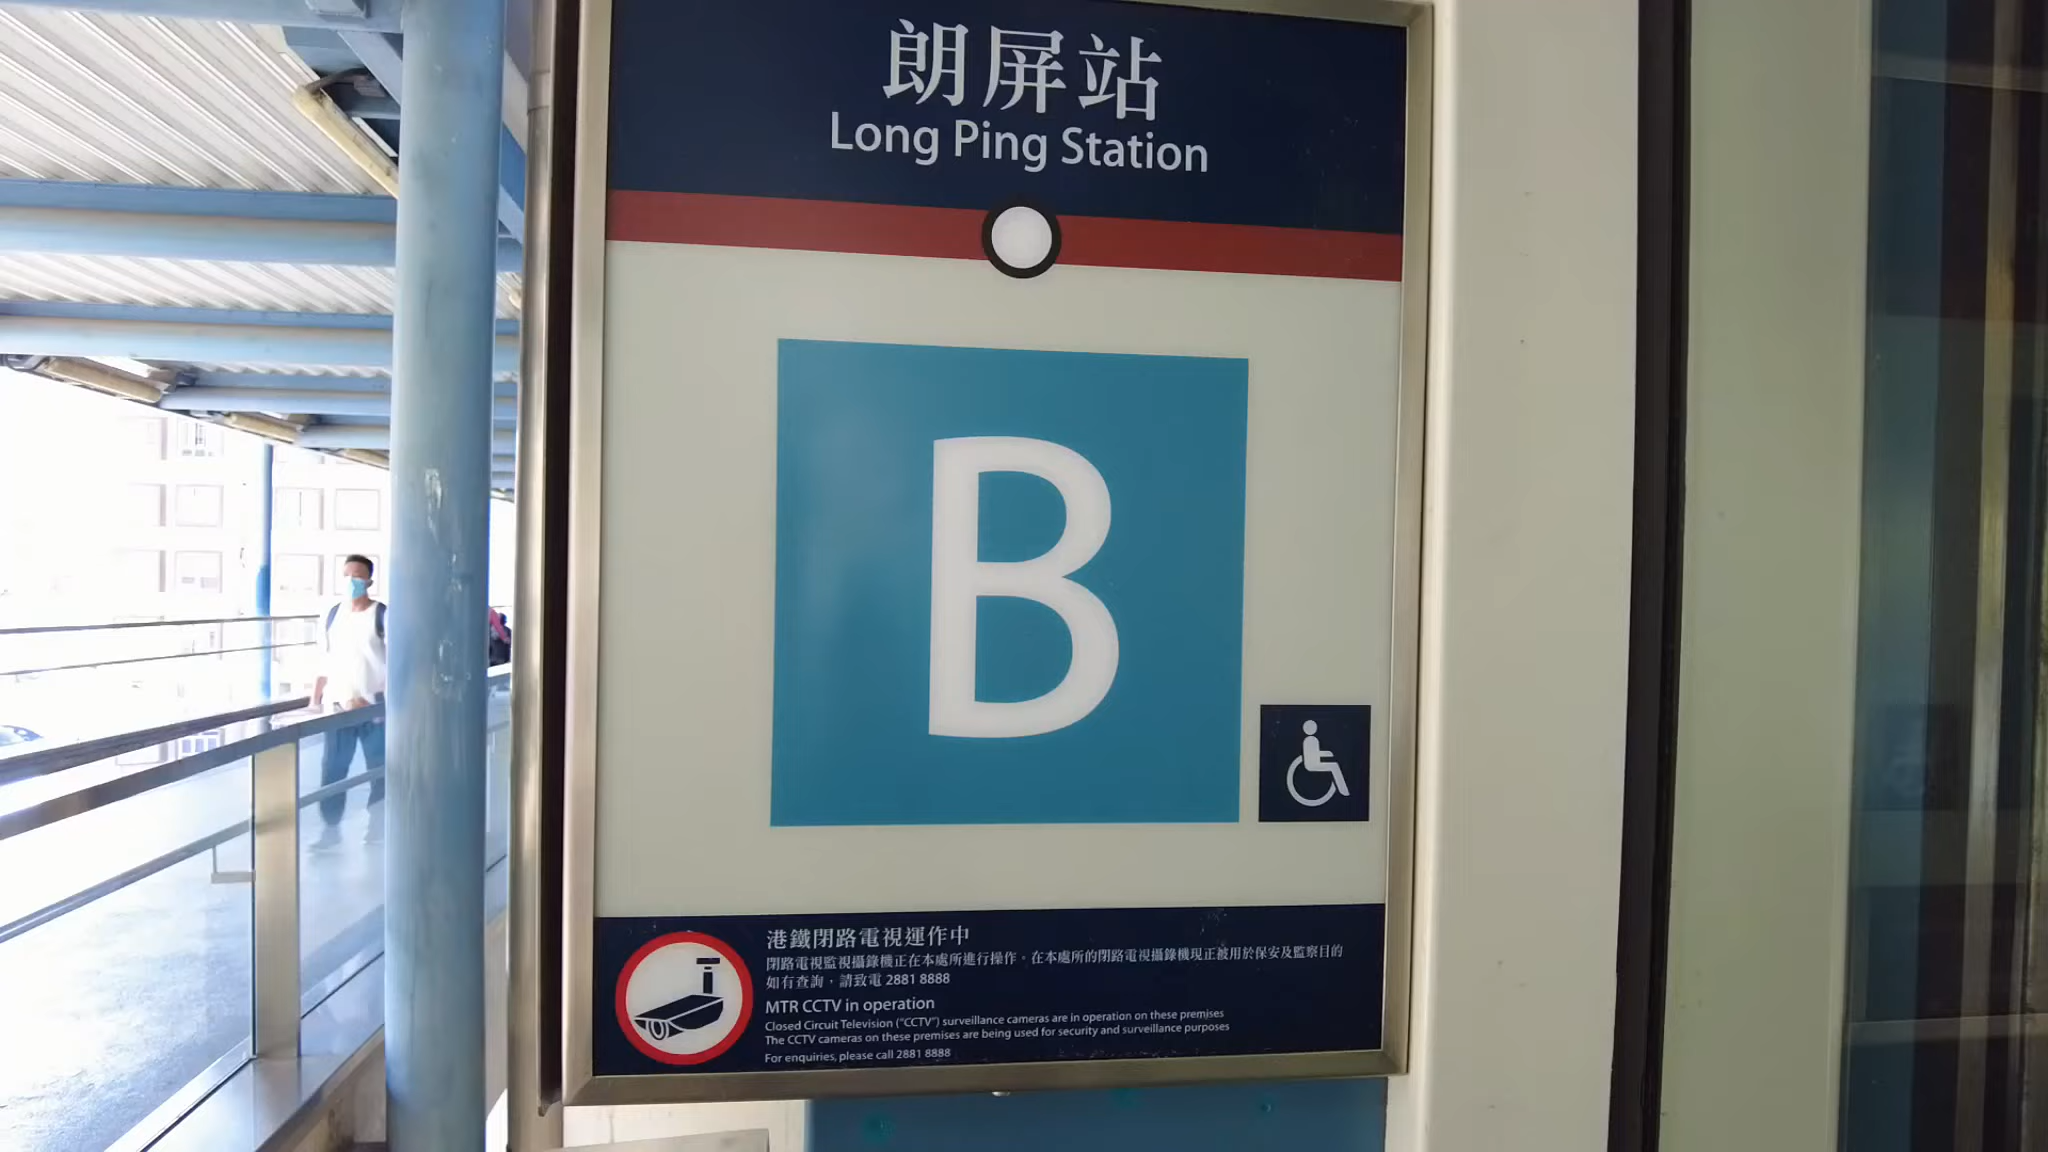 朗屏站
Long Ping Station
B
港鐵閉路電視運作中
閉路電視監視攝錄機正在本處所進行操作。在本處所的閉路電視攝錄機現正被用於保安及監察目的
如有查詢，請致電 2881 8888
MTR CCTV in operation
Closed Circuit Television ("CCTV") surveillance cameras are in operation on these premises
The CCTV cameras on these premises are being used for security and surveillance purposes
For enquiries, please call 2881 8888